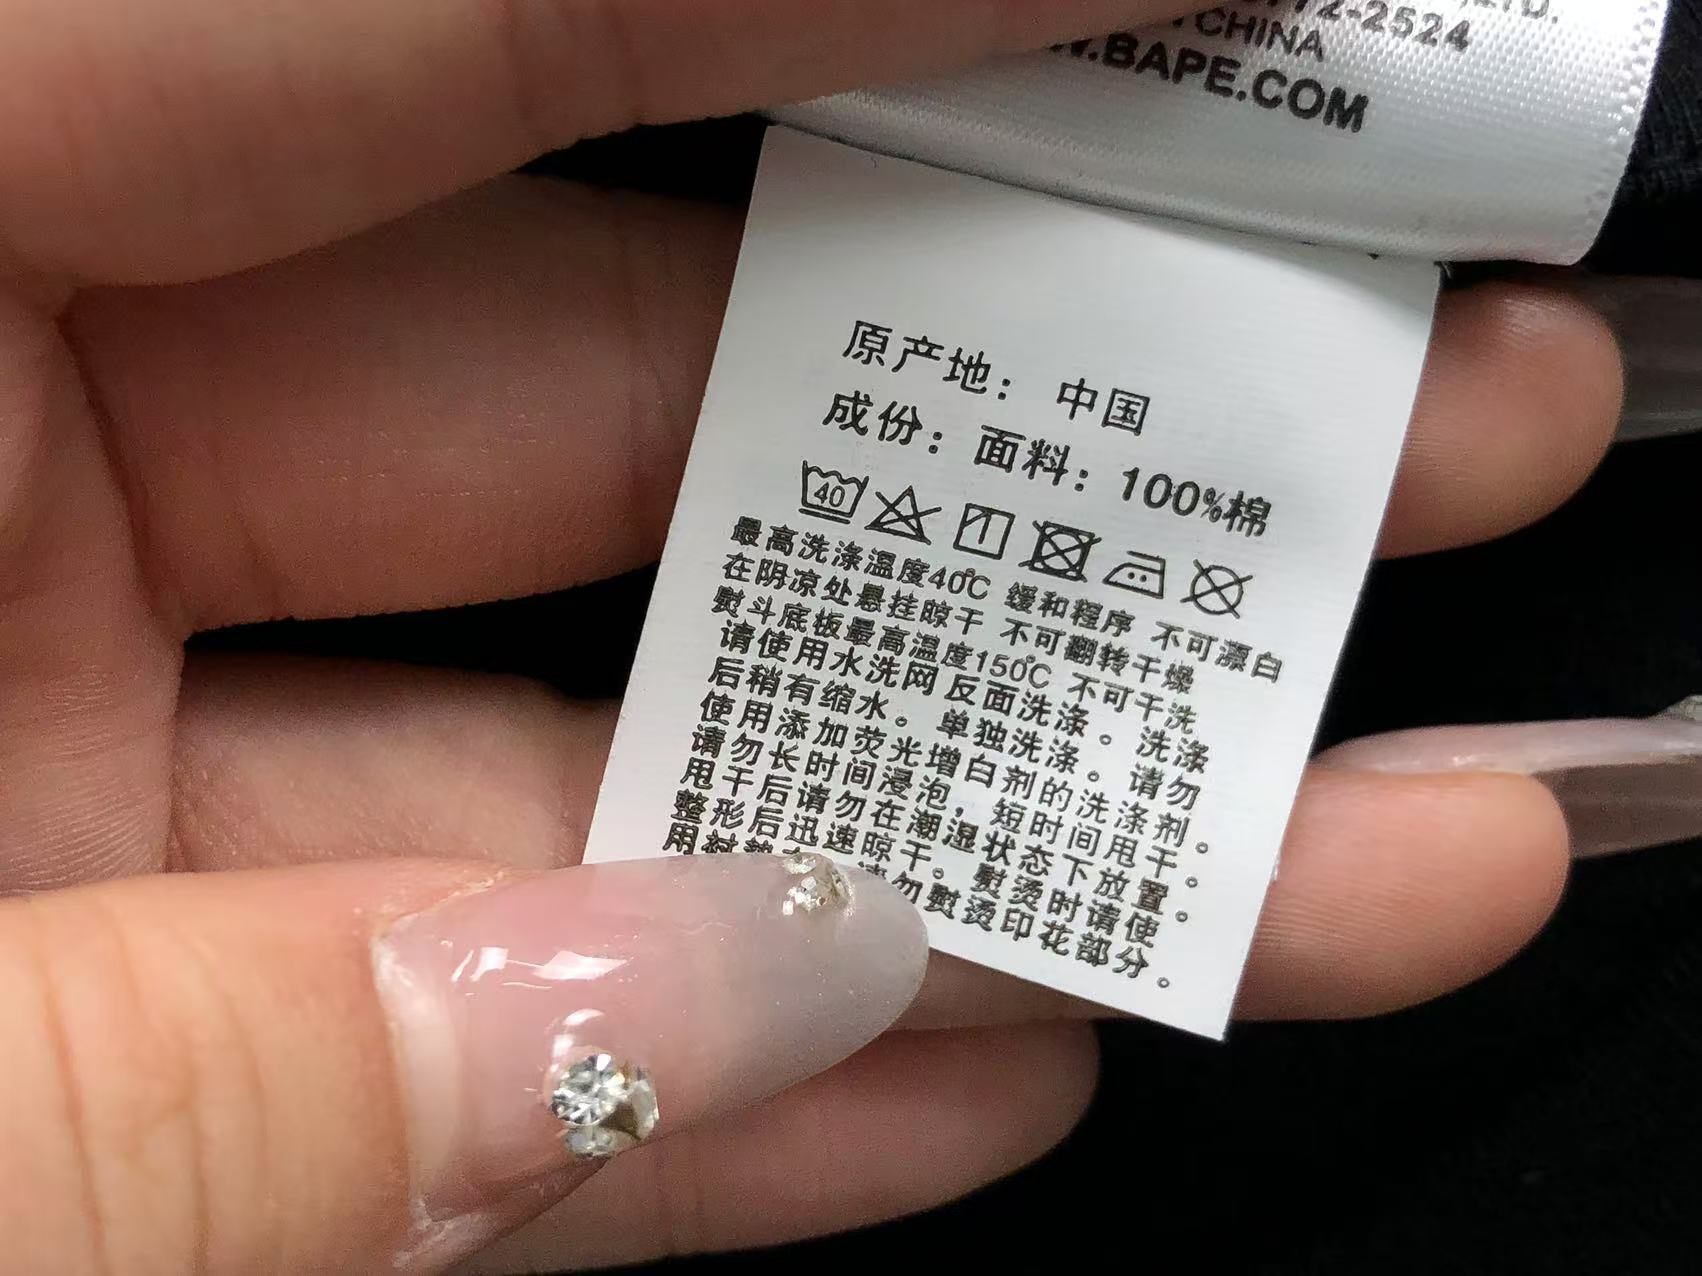 772-2524
CHINA
W.BAPE.COM
原产地： 中国
成份： 面料： 100%棉
40
最高洗涤温度40℃ 缓和程序 不可漂白
在阴凉处悬挂晾干 不可翻转干燥
熨斗底板最高温度150℃ 不可干洗
请使用水洗网反面洗涤。洗涤
后稍有缩水。 单独洗涤。 请勿
使用添加荧光增白剂的洗涤剂。
请勿长时间浸泡，短时间甩干。
甩干后请勿在潮湿状态下放置。
整形后迅速晾干。熨烫时请使
用衬垫 请勿熨烫印花部分。